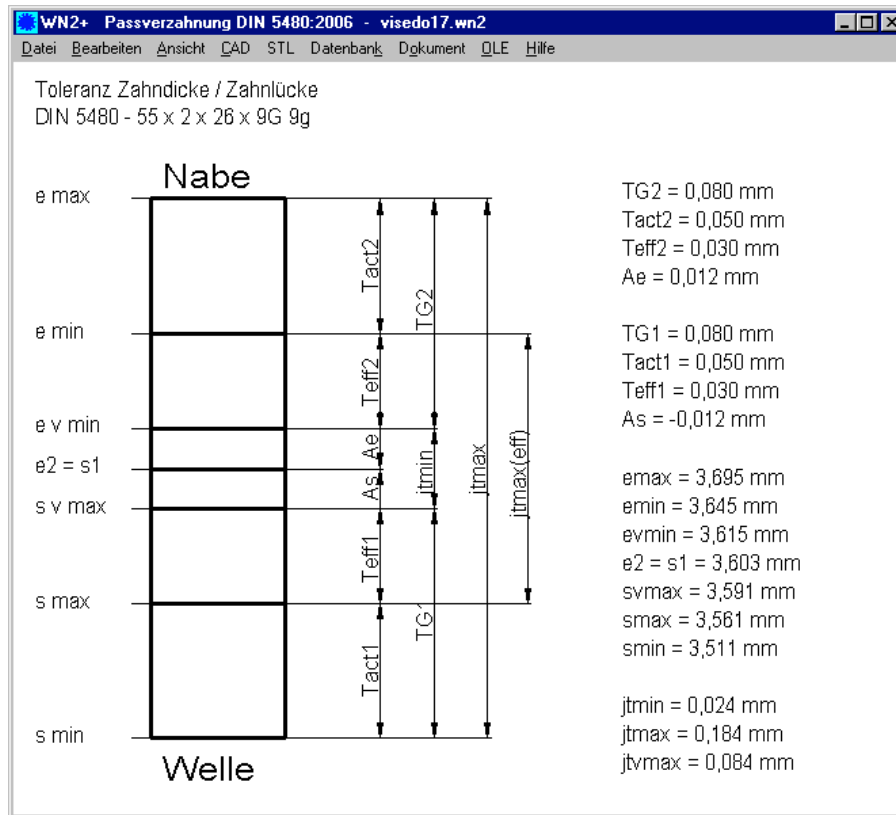 WN2+ Passverzahnung DIN 5480:2006 - visedo17.wn2
Datei Bearbeiten Ansicht CAD STL Datenbank Dokument OLE Hilfe
Toleranz Zahndicke / Zahnlücke
DIN 5480 - 55 x 2 x 26 x 9G 9g
Nabe
e max
e min
e v min
e2 = s1
s v max
s max
s min
Welle
Tact2
Teff2
Ae
As
Teff1
Tact1
TG2
jtmin
TG1
jtmax
jtmax(eff)
TG2 = 0,080 mm
Tact2 = 0,050 mm
Teff2 = 0,030 mm
Ae = 0,012 mm
TG1 = 0,080 mm
Tact1 = 0,050 mm
Teff1 = 0,030 mm
As = -0,012 mm
emax = 3,695 mm
emin = 3,645 mm
evmin = 3,615 mm
e2 = s1 = 3,603 mm
svmax = 3,591 mm
smax = 3,561 mm
smin = 3,511 mm
jtmin = 0,024 mm
jtmax = 0,184 mm
jtvmax = 0,084 mm